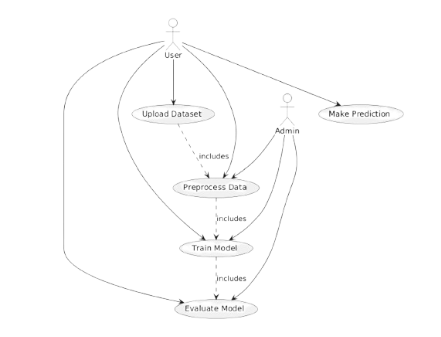 User
Upload Dataset
Make Prediction
Admin
includes
Preprocess Data
includes
Train Model
includes
Evaluate Model